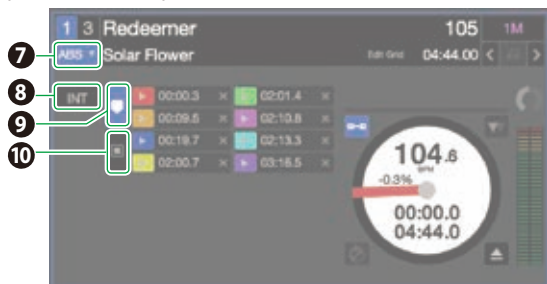 1 3 Redeemer 105 1M
7 ABS Solar Flower Edit Grid 04:44.00
8 INT 00:00.3 × 02:01.4 ×
9 00:09.6 × 02:10.8 ×
10 00:19.7 × 02:13.3 ×
02:00.7 × 03:16.5 ×
104.6
BPM
-0.3%
00:00.0
04:44.0